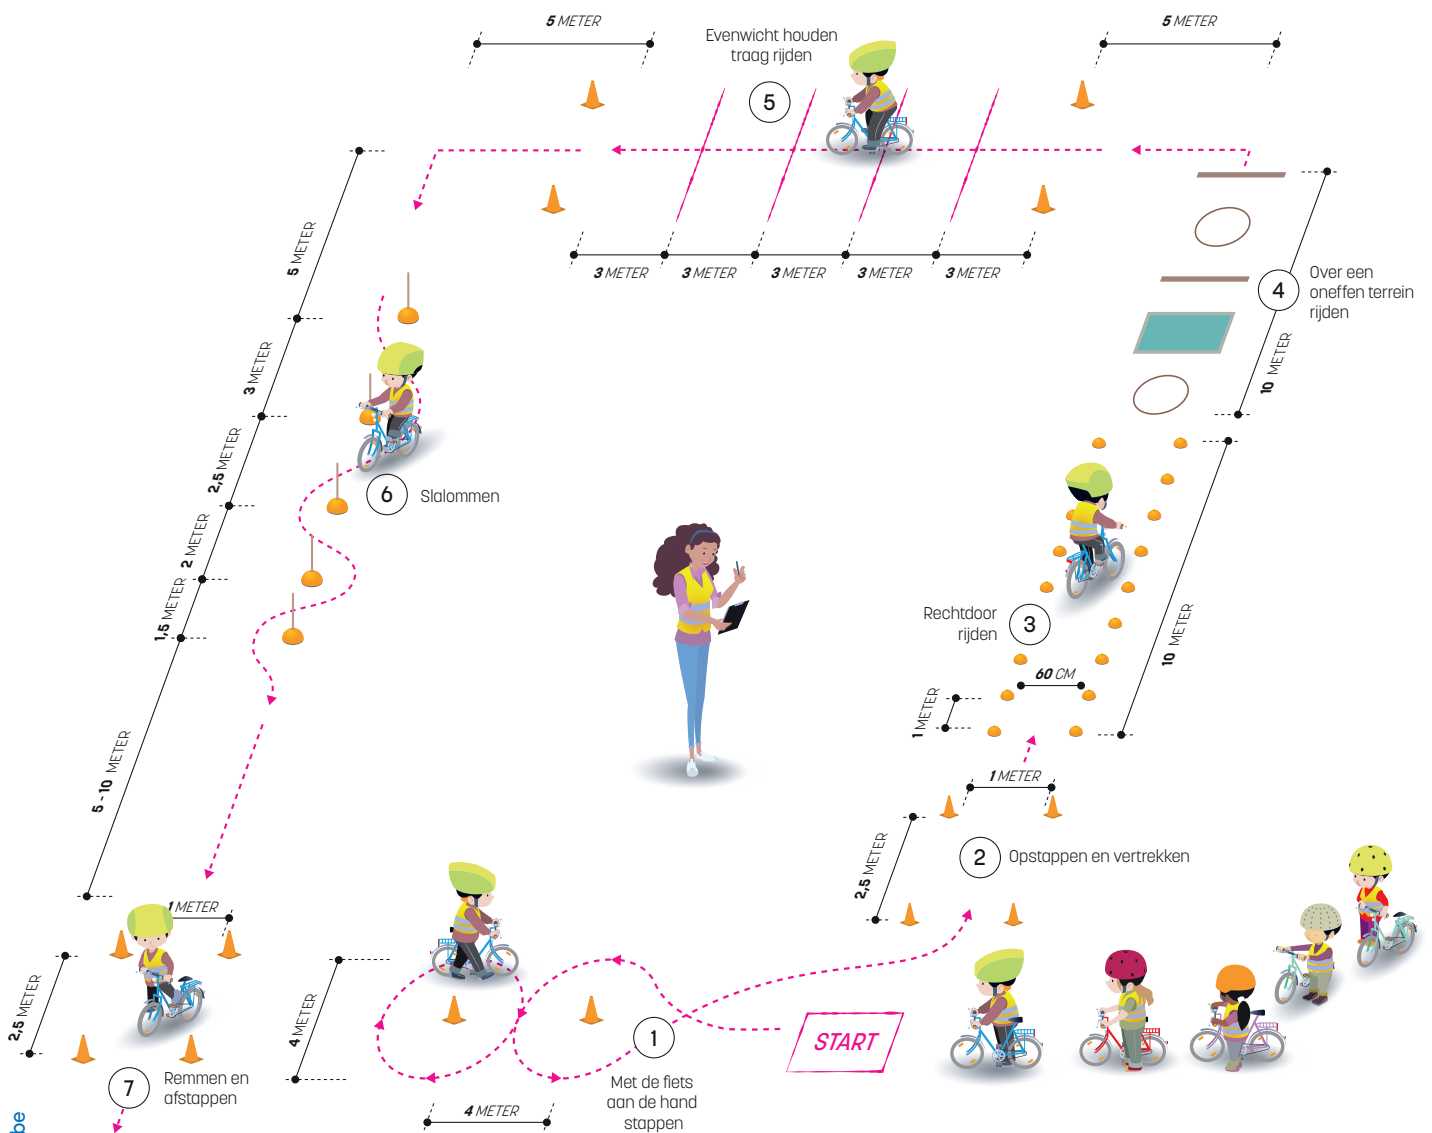 5 METER
5 METER
Evenwicht houden
traag rijden
5
3 METER
3 METER
3 METER
3 METER
3 METER
4
Over een
oneffen terrein
rijden
10 METER
5 METER
3 METER
2,5 METER
2 METER
1,5 METER
5 - 10 METER
6
Slalommen
Rechtdoor
rijden
3
10 METER
60 CM
1 METER
1 METER
2
Opstappen en vertrekken
2,5 METER
1 METER
2,5 METER
4 METER
1
START
Met de fiets
aan de hand
stappen
4 METER
7
Remmen en
afstappen
be